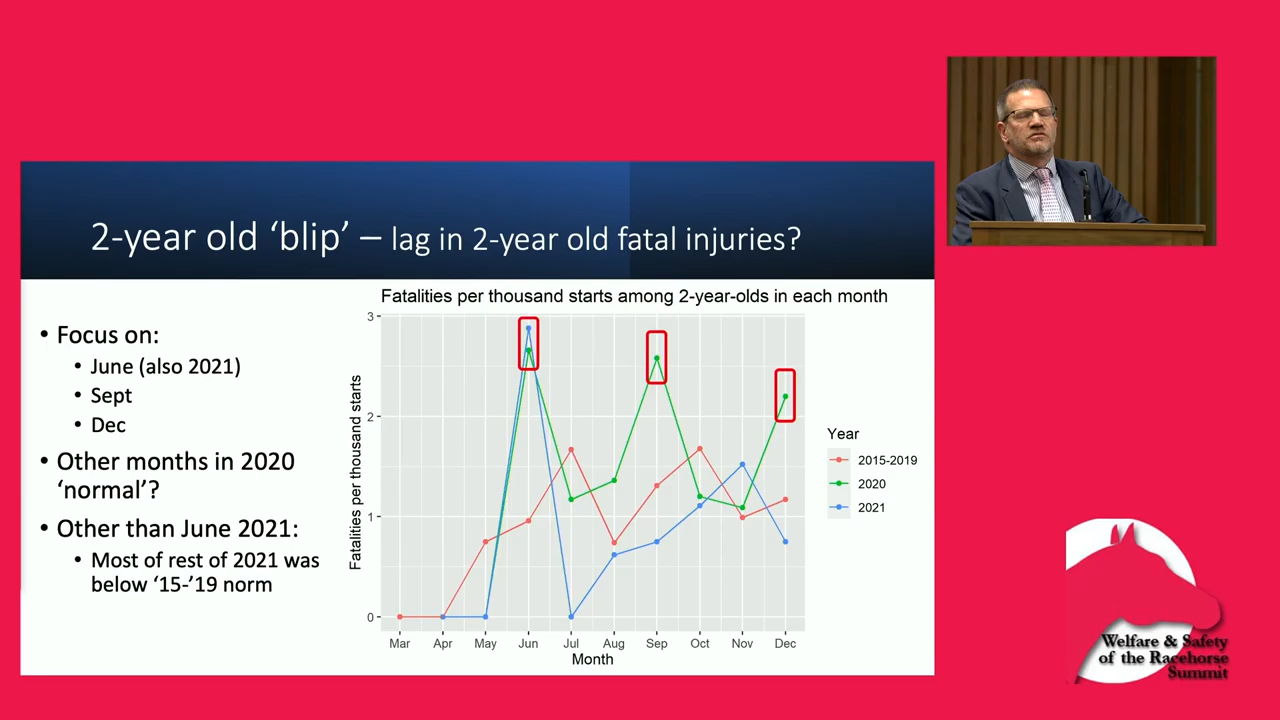 2-year old ‘blip’ – lag in 2-year old fatal injuries?
• Focus on:
• June (also 2021)
• Sept
• Dec
• Other months in 2020
‘normal’?
• Other than June 2021:
• Most of rest of 2021 was
below ‘15-’19 norm
Fatalities per thousand starts among 2-year-olds in each month
Fatalities per thousand starts
3
2
1
0
Mar Apr May Jun Jul Aug Sep Oct Nov Dec
Month
Year
2015-2019
2020
2021
Welfare & Safety
of the Racehorse
Summit